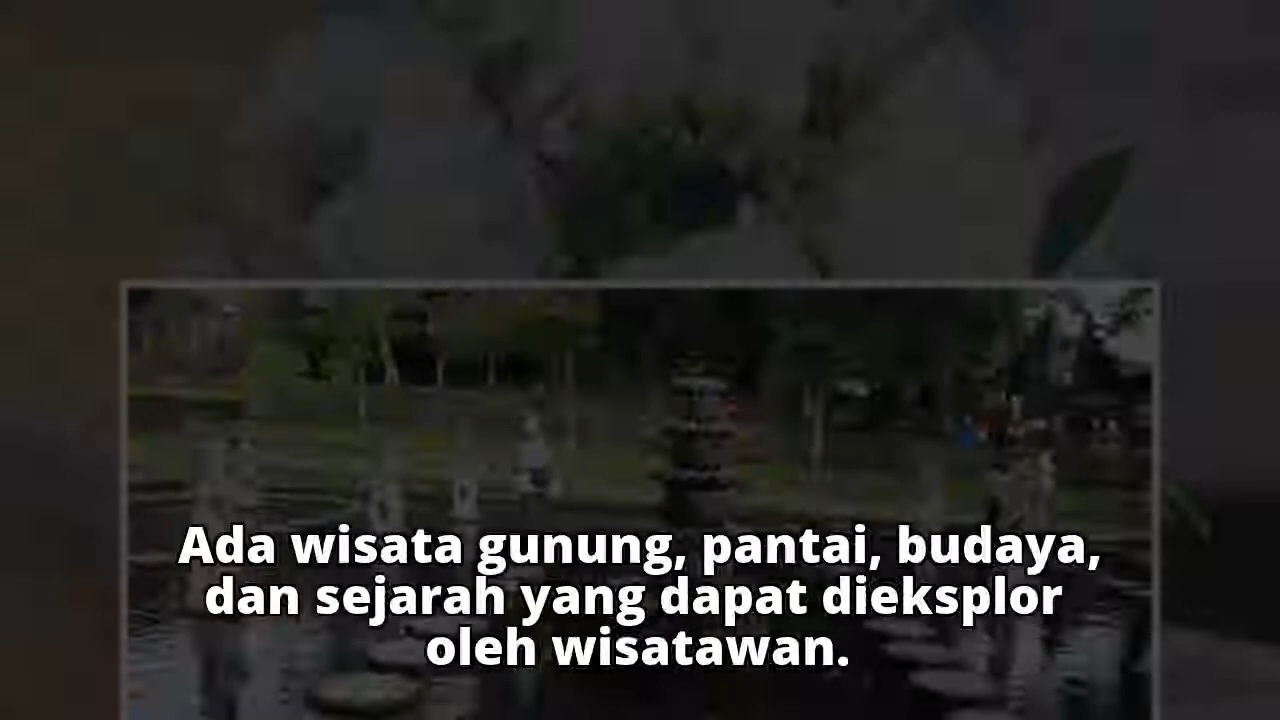 Ada wisata gunung, pantai, budaya,
dan sejarah yang dapat dieksplor
oleh wisatawan.